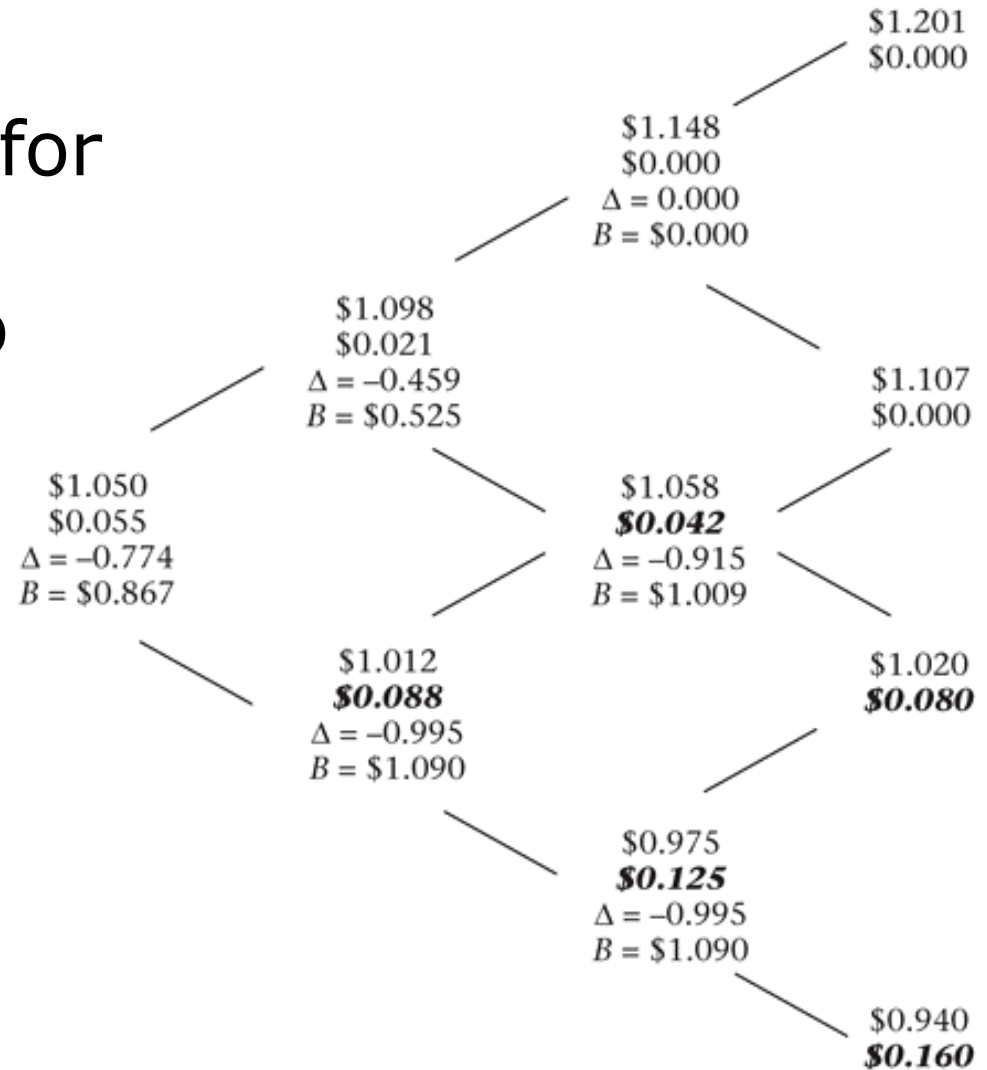 for
$1.201
$0.000
$1.148
$0.000
Δ = 0.000
B = $0.000
$1.098
$0.021
Δ = –0.459
B = $0.525
$1.107
$0.000
$1.050
$0.055
Δ = –0.774
B = $0.867
$1.058
$0.042
Δ = –0.915
B = $1.009
$1.012
$0.088
Δ = –0.995
B = $1.090
$1.020
$0.080
$0.975
$0.125
Δ = –0.995
B = $1.090
$0.940
$0.160